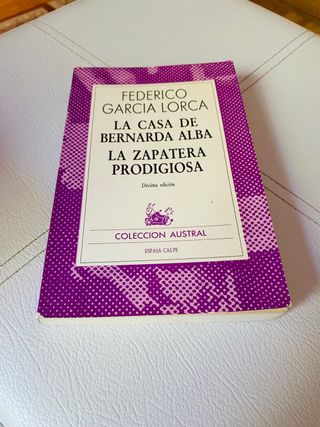 FEDERICO
GARCIA LORCA
LA CASA DE
BERNARDA ALBA
LA ZAPATERA
PRODIGIOSA
Décima edición
COLECCION AUSTRAL
ESPASA CALPE